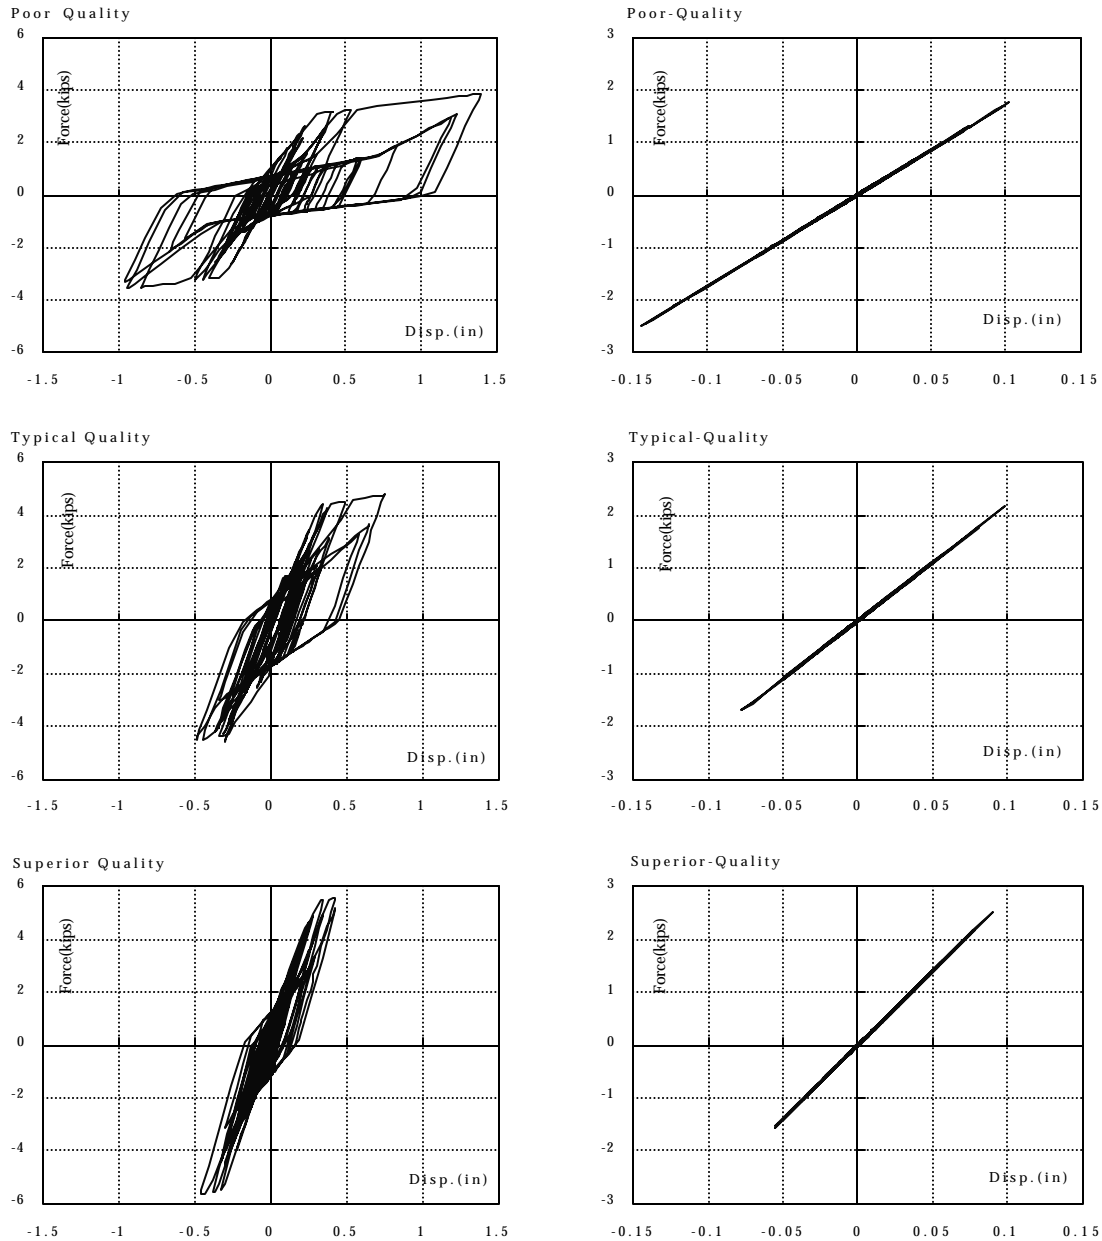 Poor Quality
6
4
2
0
-2
-4
-6
Force(kips)
Disp.(in)
-1.5 -1 -0.5 0 0.5 1 1.5
Poor-Quality
3
2
1
0
-1
-2
-3
Force(kips)
Disp.(in)
-0.15 -0.1 -0.05 0 0.05 0.1 0.15
Typical Quality
6
4
2
0
-2
-4
-6
Force(kips)
Disp.(in)
-1.5 -1 -0.5 0 0.5 1 1.5
Typical-Quality
3
2
1
0
-1
-2
-3
Force(kips)
Disp.(in)
-0.15 -0.1 -0.05 0 0.05 0.1 0.15
Superior Quality
6
4
2
0
-2
-4
-6
Force(kips)
Disp.(in)
-1.5 -1 -0.5 0 0.5 1 1.5
Superior-Quality
3
2
1
0
-1
-2
-3
Force(kips)
Disp.(in)
-0.15 -0.1 -0.05 0 0.05 0.1 0.15